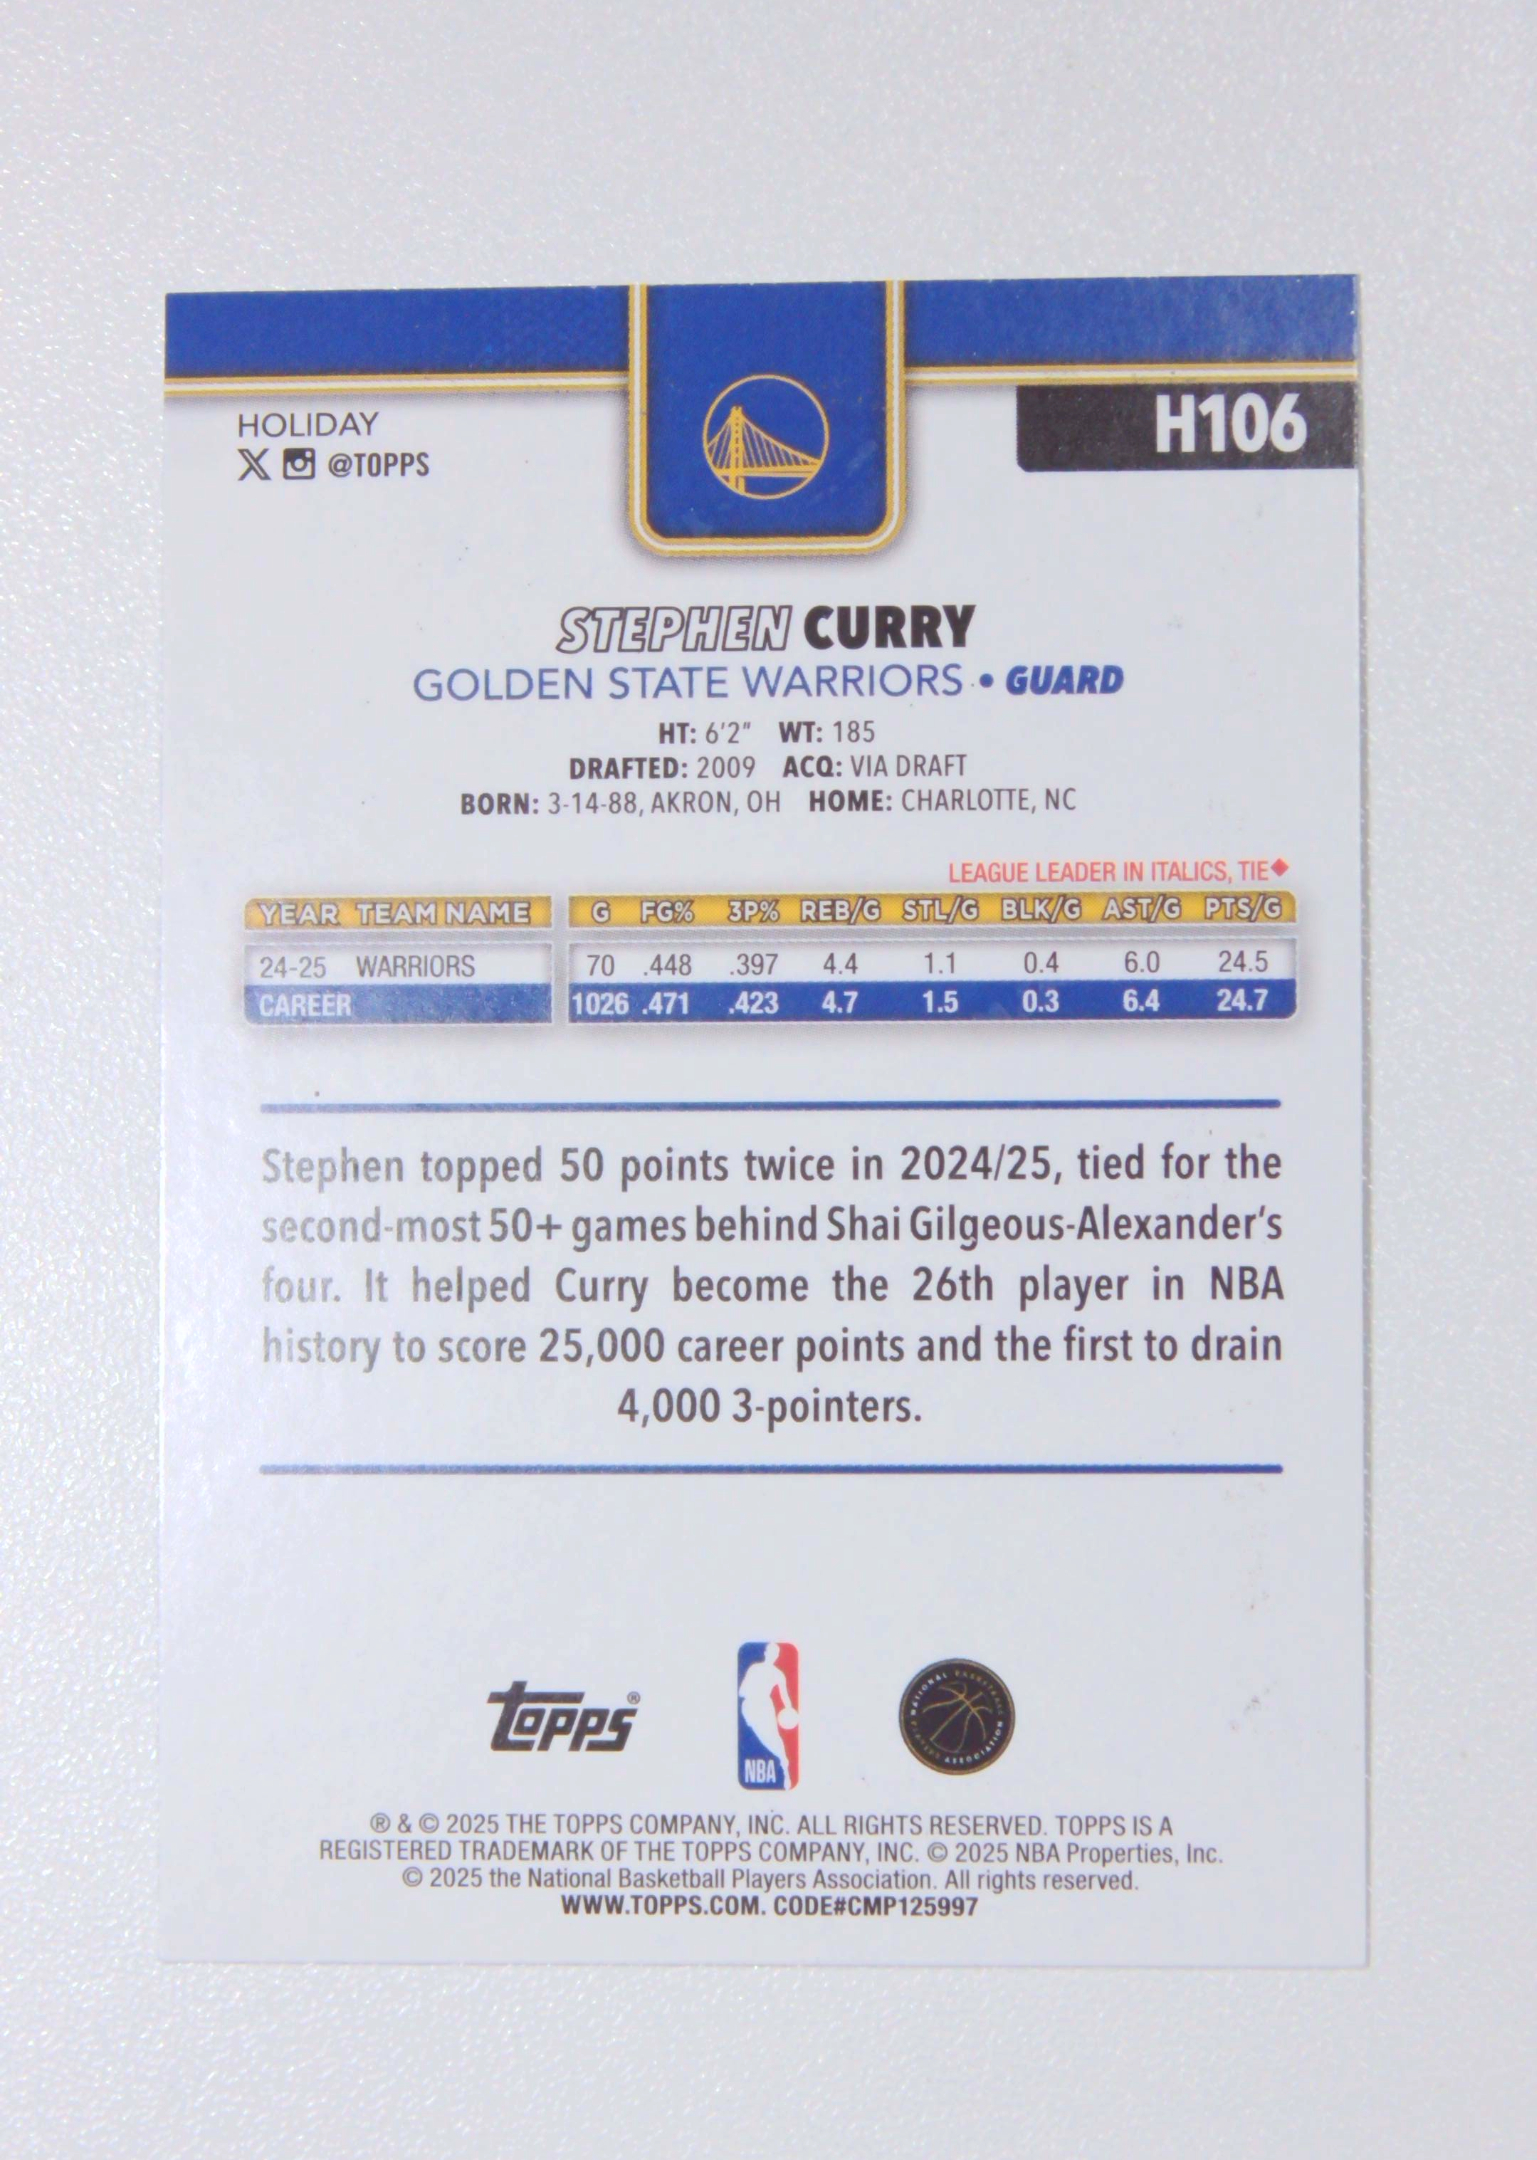 HOLIDAY
X @TOPPS
H106
STEPHEN CURRY
GOLDEN STATE WARRIORS • GUARD
HT: 6'2" WT: 185
DRAFTED: 2009 ACQ: VIA DRAFT
BORN: 3-14-88, AKRON, OH HOME: CHARLOTTE, NC
LEAGUE LEADER IN ITALICS, TIE◆
YEAR TEAM NAME G FG% 3P% REB/G STL/G BLK/G AST/G PTS/G
24-25 WARRIORS 70 .448 .397 4.4 1.1 0.4 6.0 24.5
CAREER 1026 .471 .423 4.7 1.5 0.3 6.4 24.7
Stephen topped 50 points twice in 2024/25, tied for the
second-most 50+ games behind Shai Gilgeous-Alexander's
four. It helped Curry become the 26th player in NBA
history to score 25,000 career points and the first to drain
4,000 3-pointers.
topps®
NBA
NATIONAL BASKETBALL PLAYERS ASSOCIATION
® & © 2025 THE TOPPS COMPANY, INC. ALL RIGHTS RESERVED. TOPPS IS A
REGISTERED TRADEMARK OF THE TOPPS COMPANY, INC. © 2025 NBA Properties, Inc.
© 2025 the National Basketball Players Association. All rights reserved.
WWW.TOPPS.COM. CODE#CMP125997